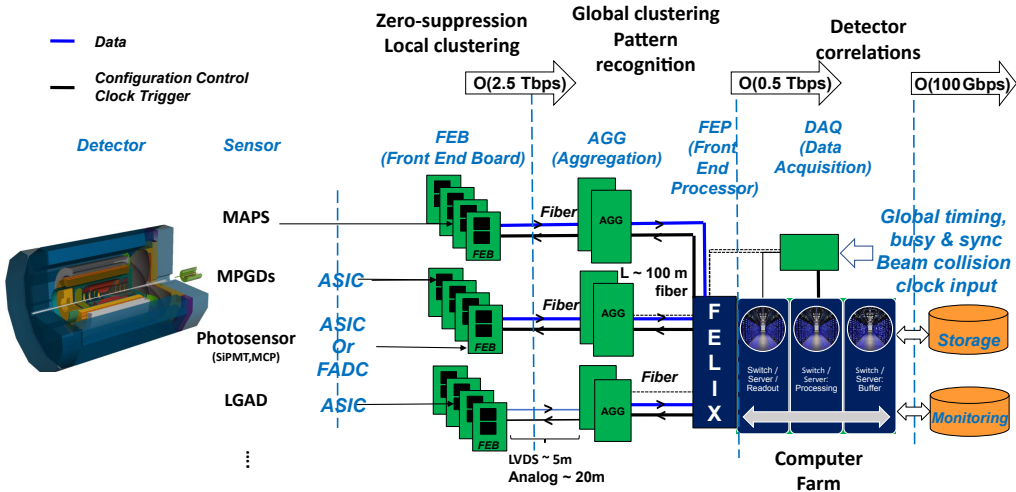 Data
Configuration Control
Clock Trigger
Zero-suppression
Local clustering
Global clustering
Pattern
recognition
Detector
correlations
O(2.5 Tbps)
O(0.5 Tbps)
O(100 Gbps)
Detector
Sensor
FEB
(Front End Board)
AGG
(Aggregation)
FEP
(Front
End
Processor)
DAQ
(Data
Acquisition)
MAPS
MPGDs
Photosensor
(SiPMT,MCP)
LGAD
....
ASIC
ASIC
Or
FADC
ASIC
FEB
FEB
FEB
Fiber
Fiber
Fiber
AGG
AGG
AGG
L ~ 100 m
fiber
LVDS ~ 5m
Analog ~ 20m
F
E
L
I
X
Global timing,
busy & sync
Beam collision
clock input
Switch /
Server /
Readout
Switch /
Server:
Processing
Switch /
Server:
Buffer
Storage
Monitoring
Computer
Farm